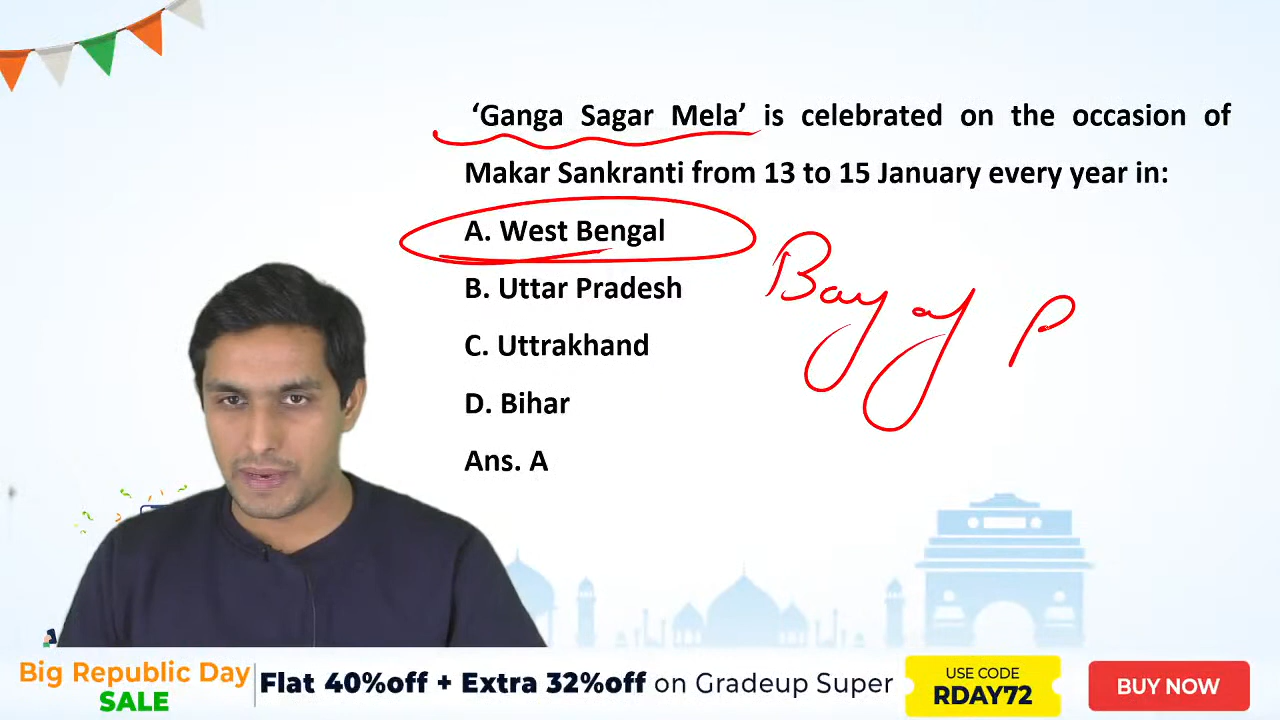 ‘Ganga Sagar Mela’ is celebrated on the occasion of
Makar Sankranti from 13 to 15 January every year in:
A. West Bengal
B. Uttar Pradesh
C. Uttrakhand
D. Bihar
Ans. A
Bay of
Big Republic Day
SALE
Flat 40%off + Extra 32%off on Gradeup Super
USE CODE
RDAY72
BUY NOW